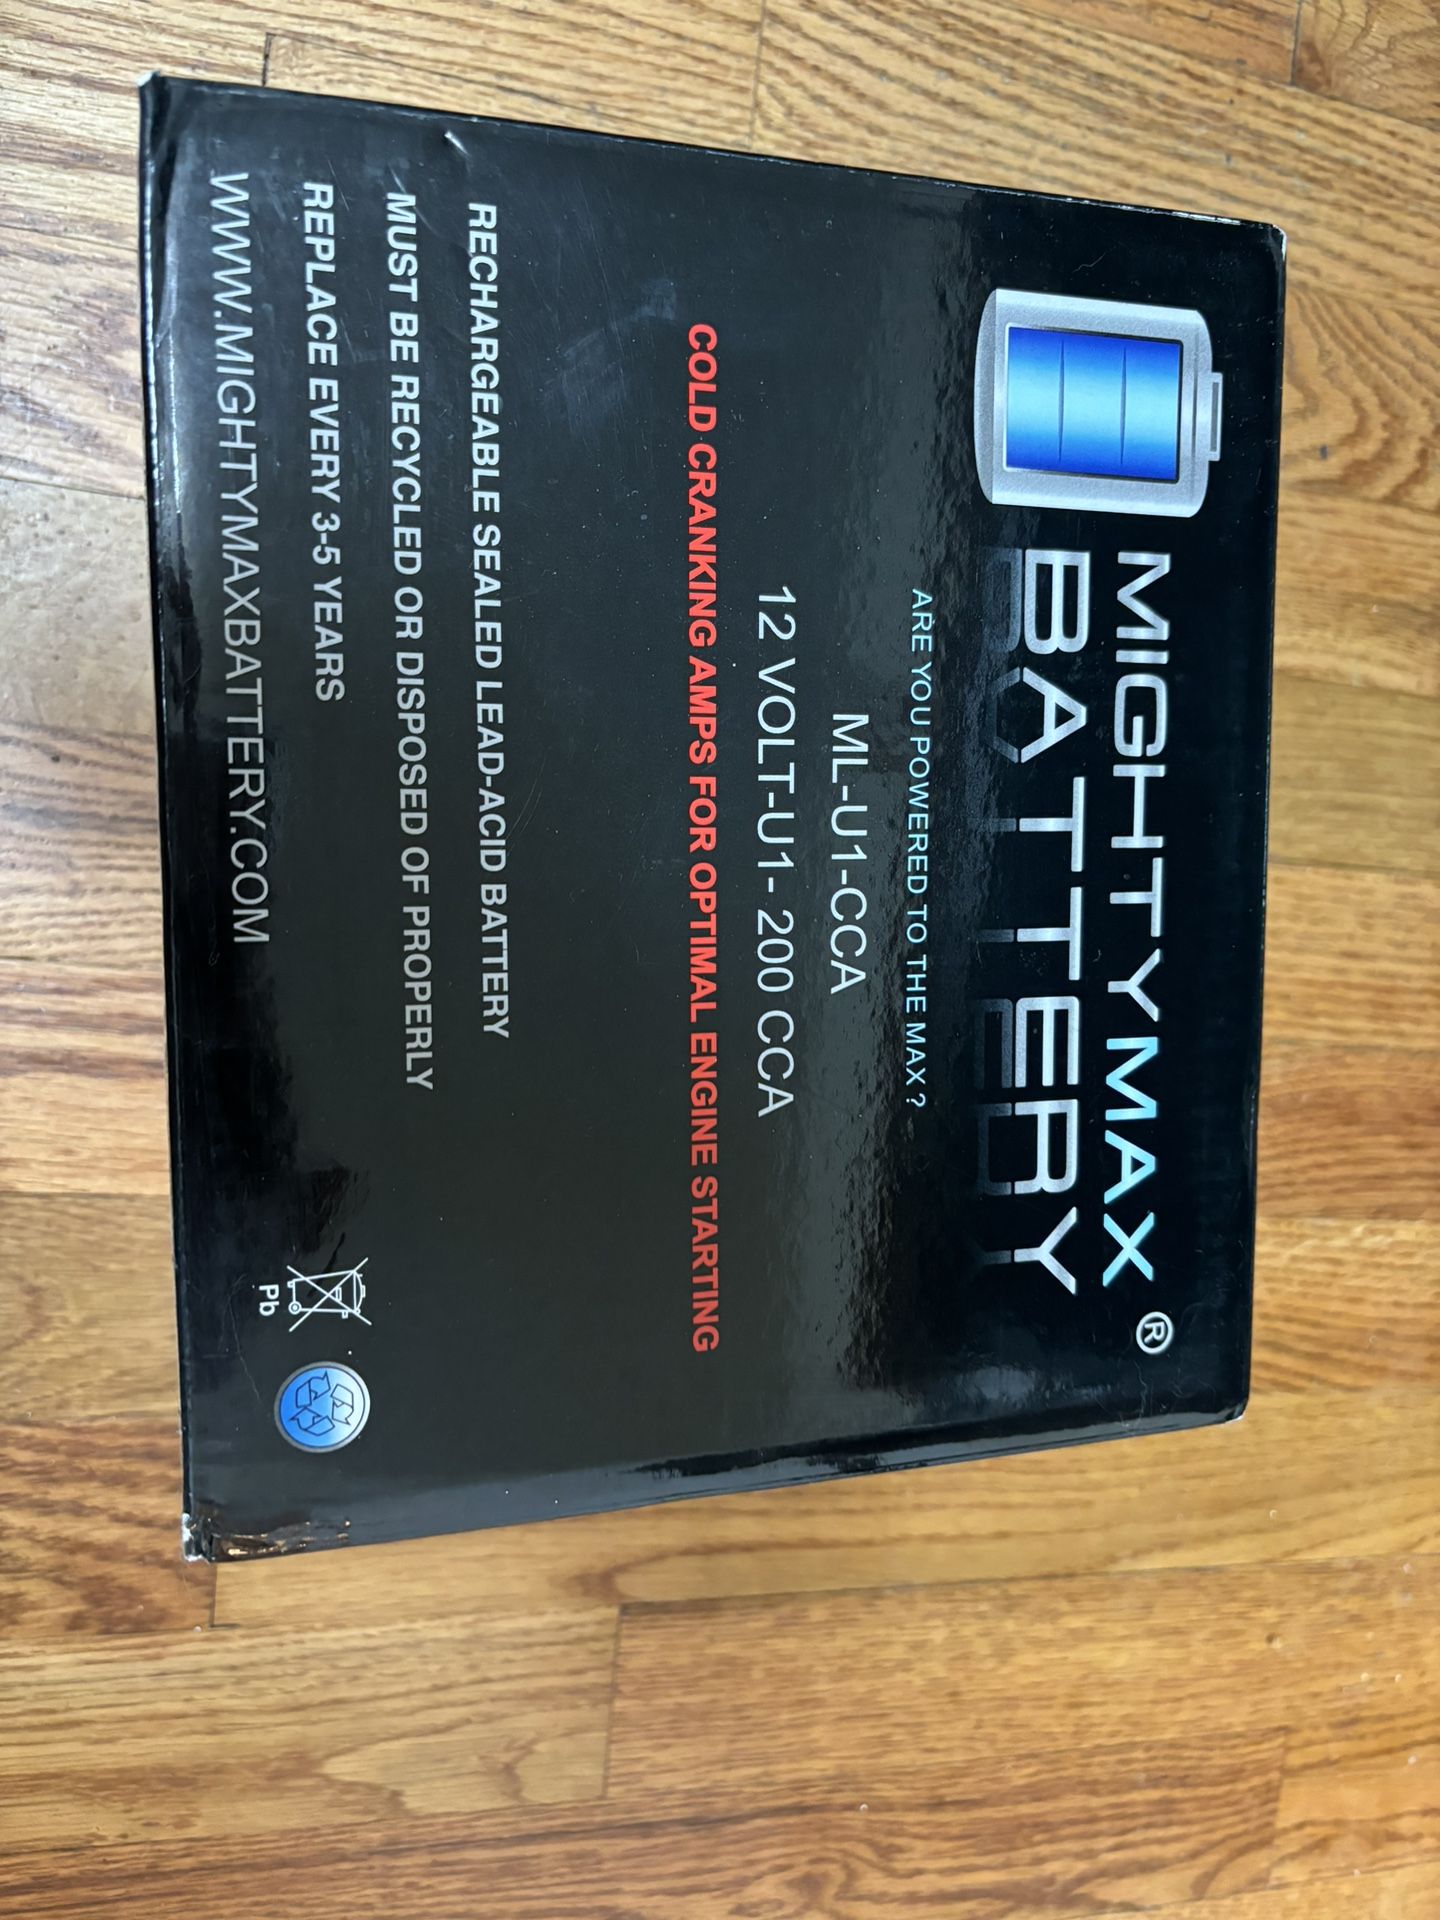 MIGHTY MAX ®
BATTERY
ARE YOU POWERED TO THE MAX ?
ML-U1-CCA
12 VOLT-U1- 200 CCA
COLD CRANKING AMPS FOR OPTIMAL ENGINE STARTING
RECHARGEABLE SEALED LEAD-ACID BATTERY
MUST BE RECYCLED OR DISPOSED OF PROPERLY
REPLACE EVERY 3-5 YEARS
WWW.MIGHTYMAXBATTERY.COM
Pb